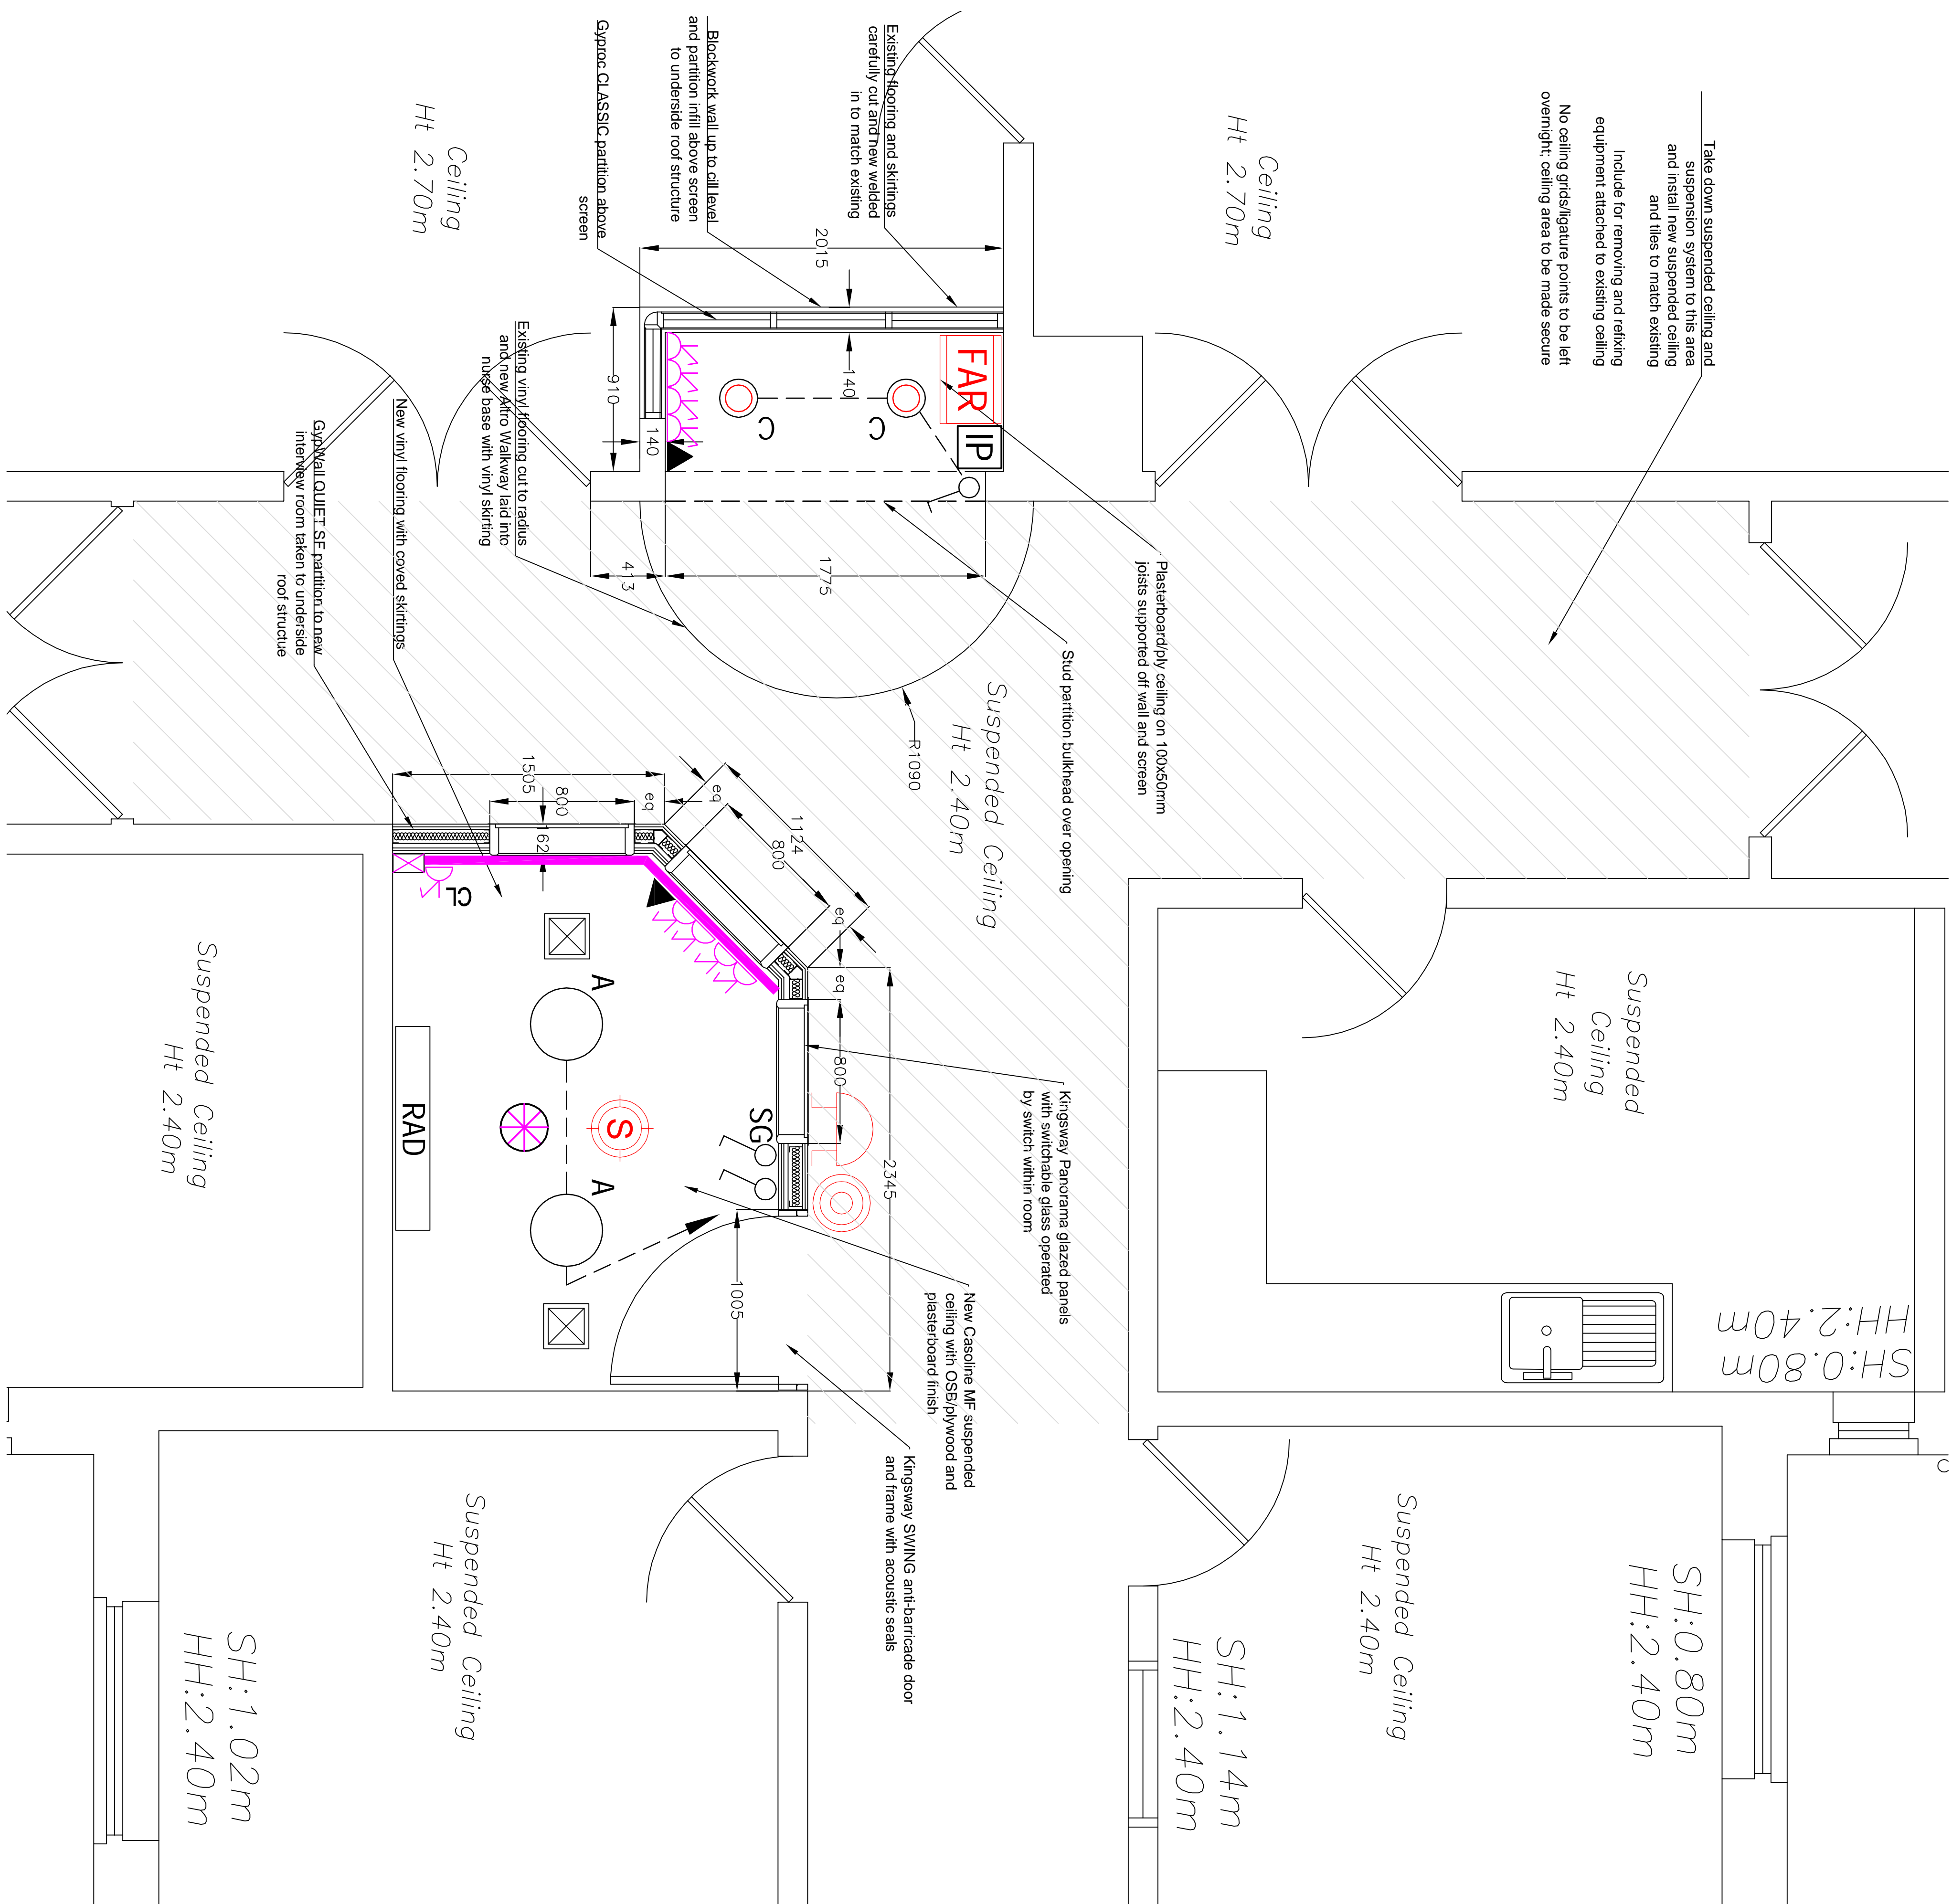 Take down suspended ceiling and
suspension system to this area
and install new suspended ceiling
and tiles to match existing
Include for removing and refixing
equipment attached to existing ceiling
No ceiling grids/ligature points to be left
overnight; ceiling area to be made secure
Ceiling
Ht 2.70m
Existing flooring and skirtings
carefully cut and new welded
in to match existing
Blockwork wall up to cill level
and partition infill above screen
to underside roof structure
Gyproc CLASSIC partition above
screen
Ceiling
Ht 2.70m
2015
140
910
140
FAR
IP
C
C
Existing vinyl flooring cut to radius
and new Altro Walkway laid into
nurse base with vinyl skirting
New vinyl flooring with coved skirtings
GypWall QUIET SF partition to new
interview room taken to underside
roof structue
413
1775
Plasterboard/ply ceiling on 100x50mm
joists supported off wall and screen
Stud partition bulkhead over opening
R1090
Suspended Ceiling
Ht 2.40m
1505
800
eq
162
eq
1124
800
eq
eq
800
2345
1005
CL
A
A
S
SG
RAD
Kingsway Panorama glazed panels
with switchable glass operated
by switch within room
New Casoline MF suspended
ceiling with OSB/plywood and
plasterboard finish
Kingsway SWING anti-barricade door
and frame with acoustic seals
Suspended
Ceiling
Ht 2.40m
SH:0.80m
HH:2.40m
Suspended Ceiling
Ht 2.40m
SH:0.80m
HH:2.40m
Suspended Ceiling
Ht 2.40m
SH:1.14m
HH:2.40m
Suspended Ceiling
Ht 2.40m
SH:1.02m
HH:2.40m